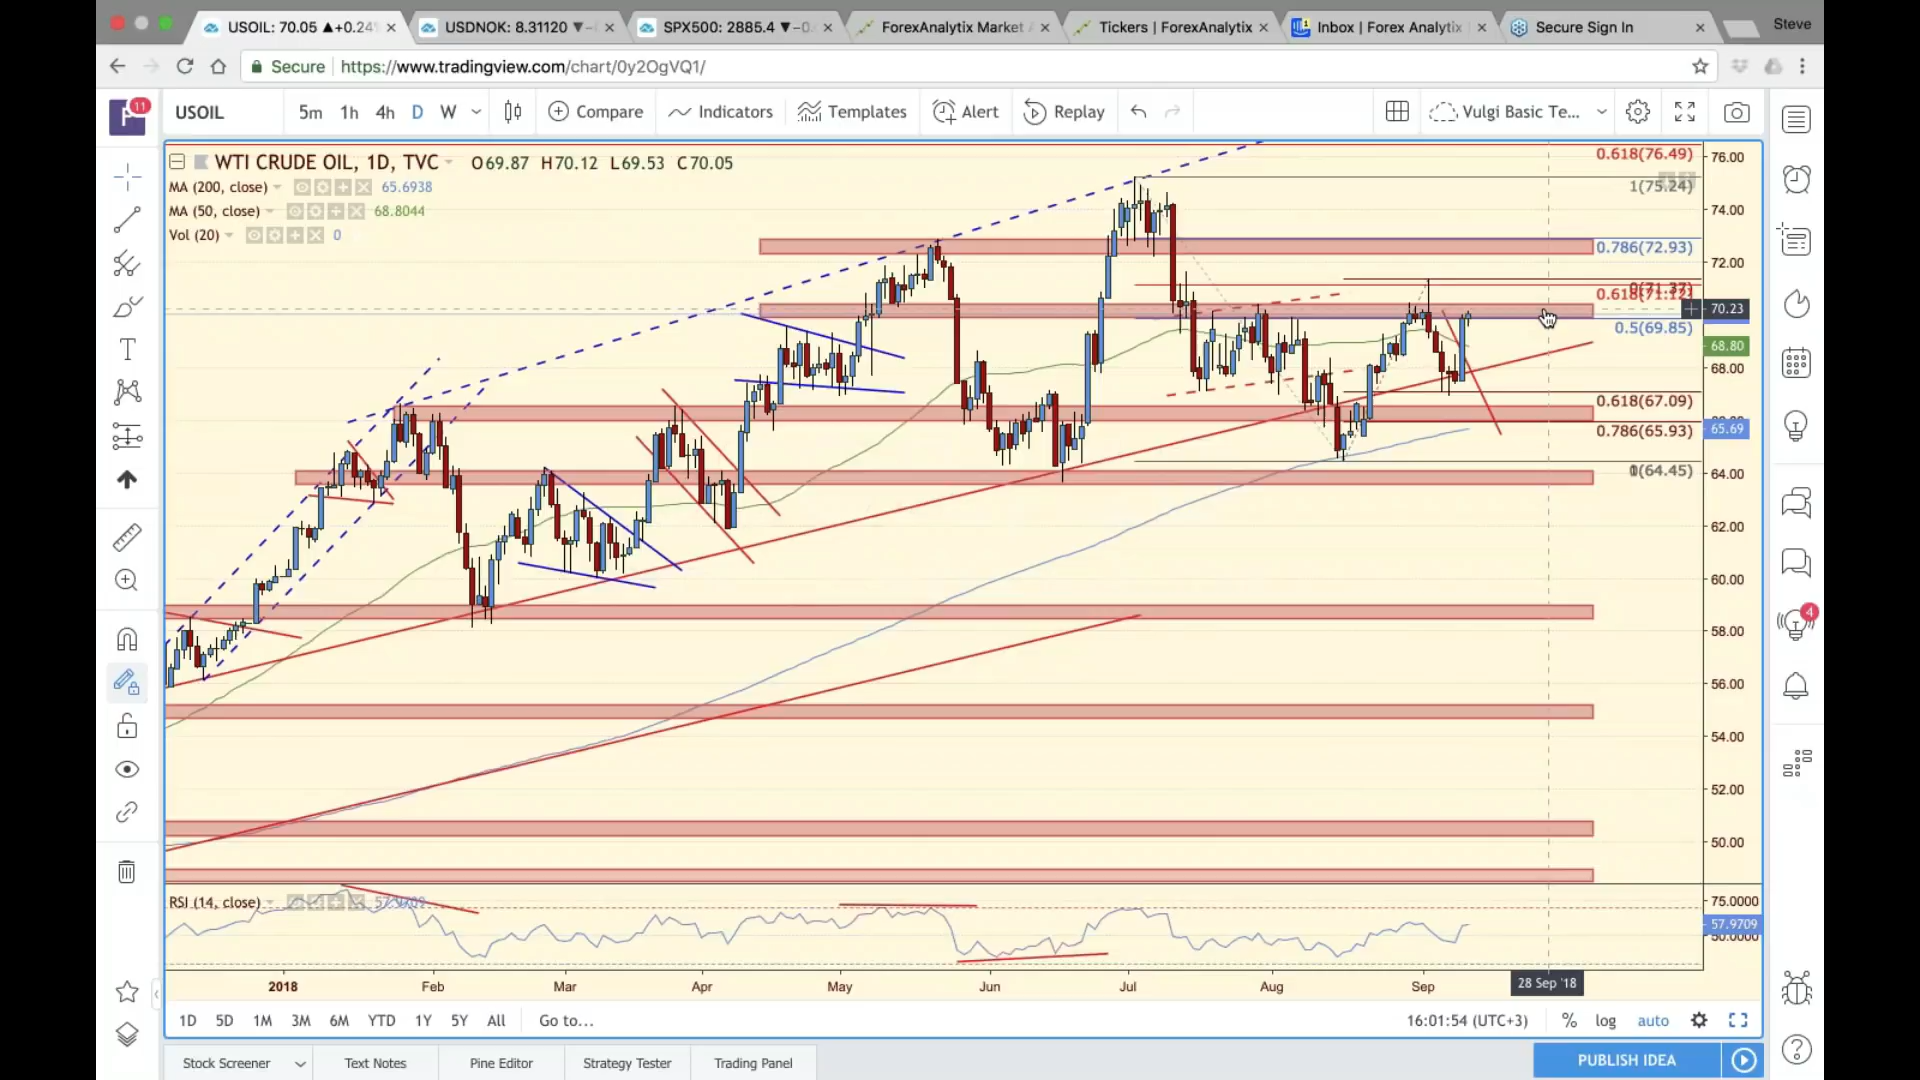 USOIL: 70.05 ▲+0.24%
USDNOK: 8.31120 ▼
SPX500: 2885.4 ▼−0.
ForexAnalytix Market
Tickers | ForexAnalytix
Inbox | Forex Analytix
Secure Sign In
Steve
Secure
https://www.tradingview.com/chart/0y2OgVQ1/
11
USOIL
5m 1h 4h D W
Compare
Indicators
Templates
Alert
Replay
Vulgi Basic Te...
WTI CRUDE OIL, 1D, TVC
O69.87 H70.12 L69.53 C70.05
MA (200, close) 65.6938
MA (50, close) 68.8044
Vol (20) 0
0.618(76.49)
1(75.24)
0.786(72.93)
0(71.37)
0.618(71.12)
0.5(69.85)
0.618(67.09)
0.786(65.93)
(64.45)
76.00
74.00
72.00
70.23
68.80
68.00
65.69
64.00
62.00
60.00
58.00
56.00
54.00
52.00
50.00
RSI (14, close) 57.9709
75.0000
57.9709
50.0000
2018 Feb Mar Apr May Jun Jul Aug Sep
28 Sep '18
1D 5D 1M 3M 6M YTD 1Y 5Y All Go to...
16:01:54 (UTC+3) % log auto
Stock Screener
Text Notes
Pine Editor
Strategy Tester
Trading Panel
PUBLISH IDEA
4